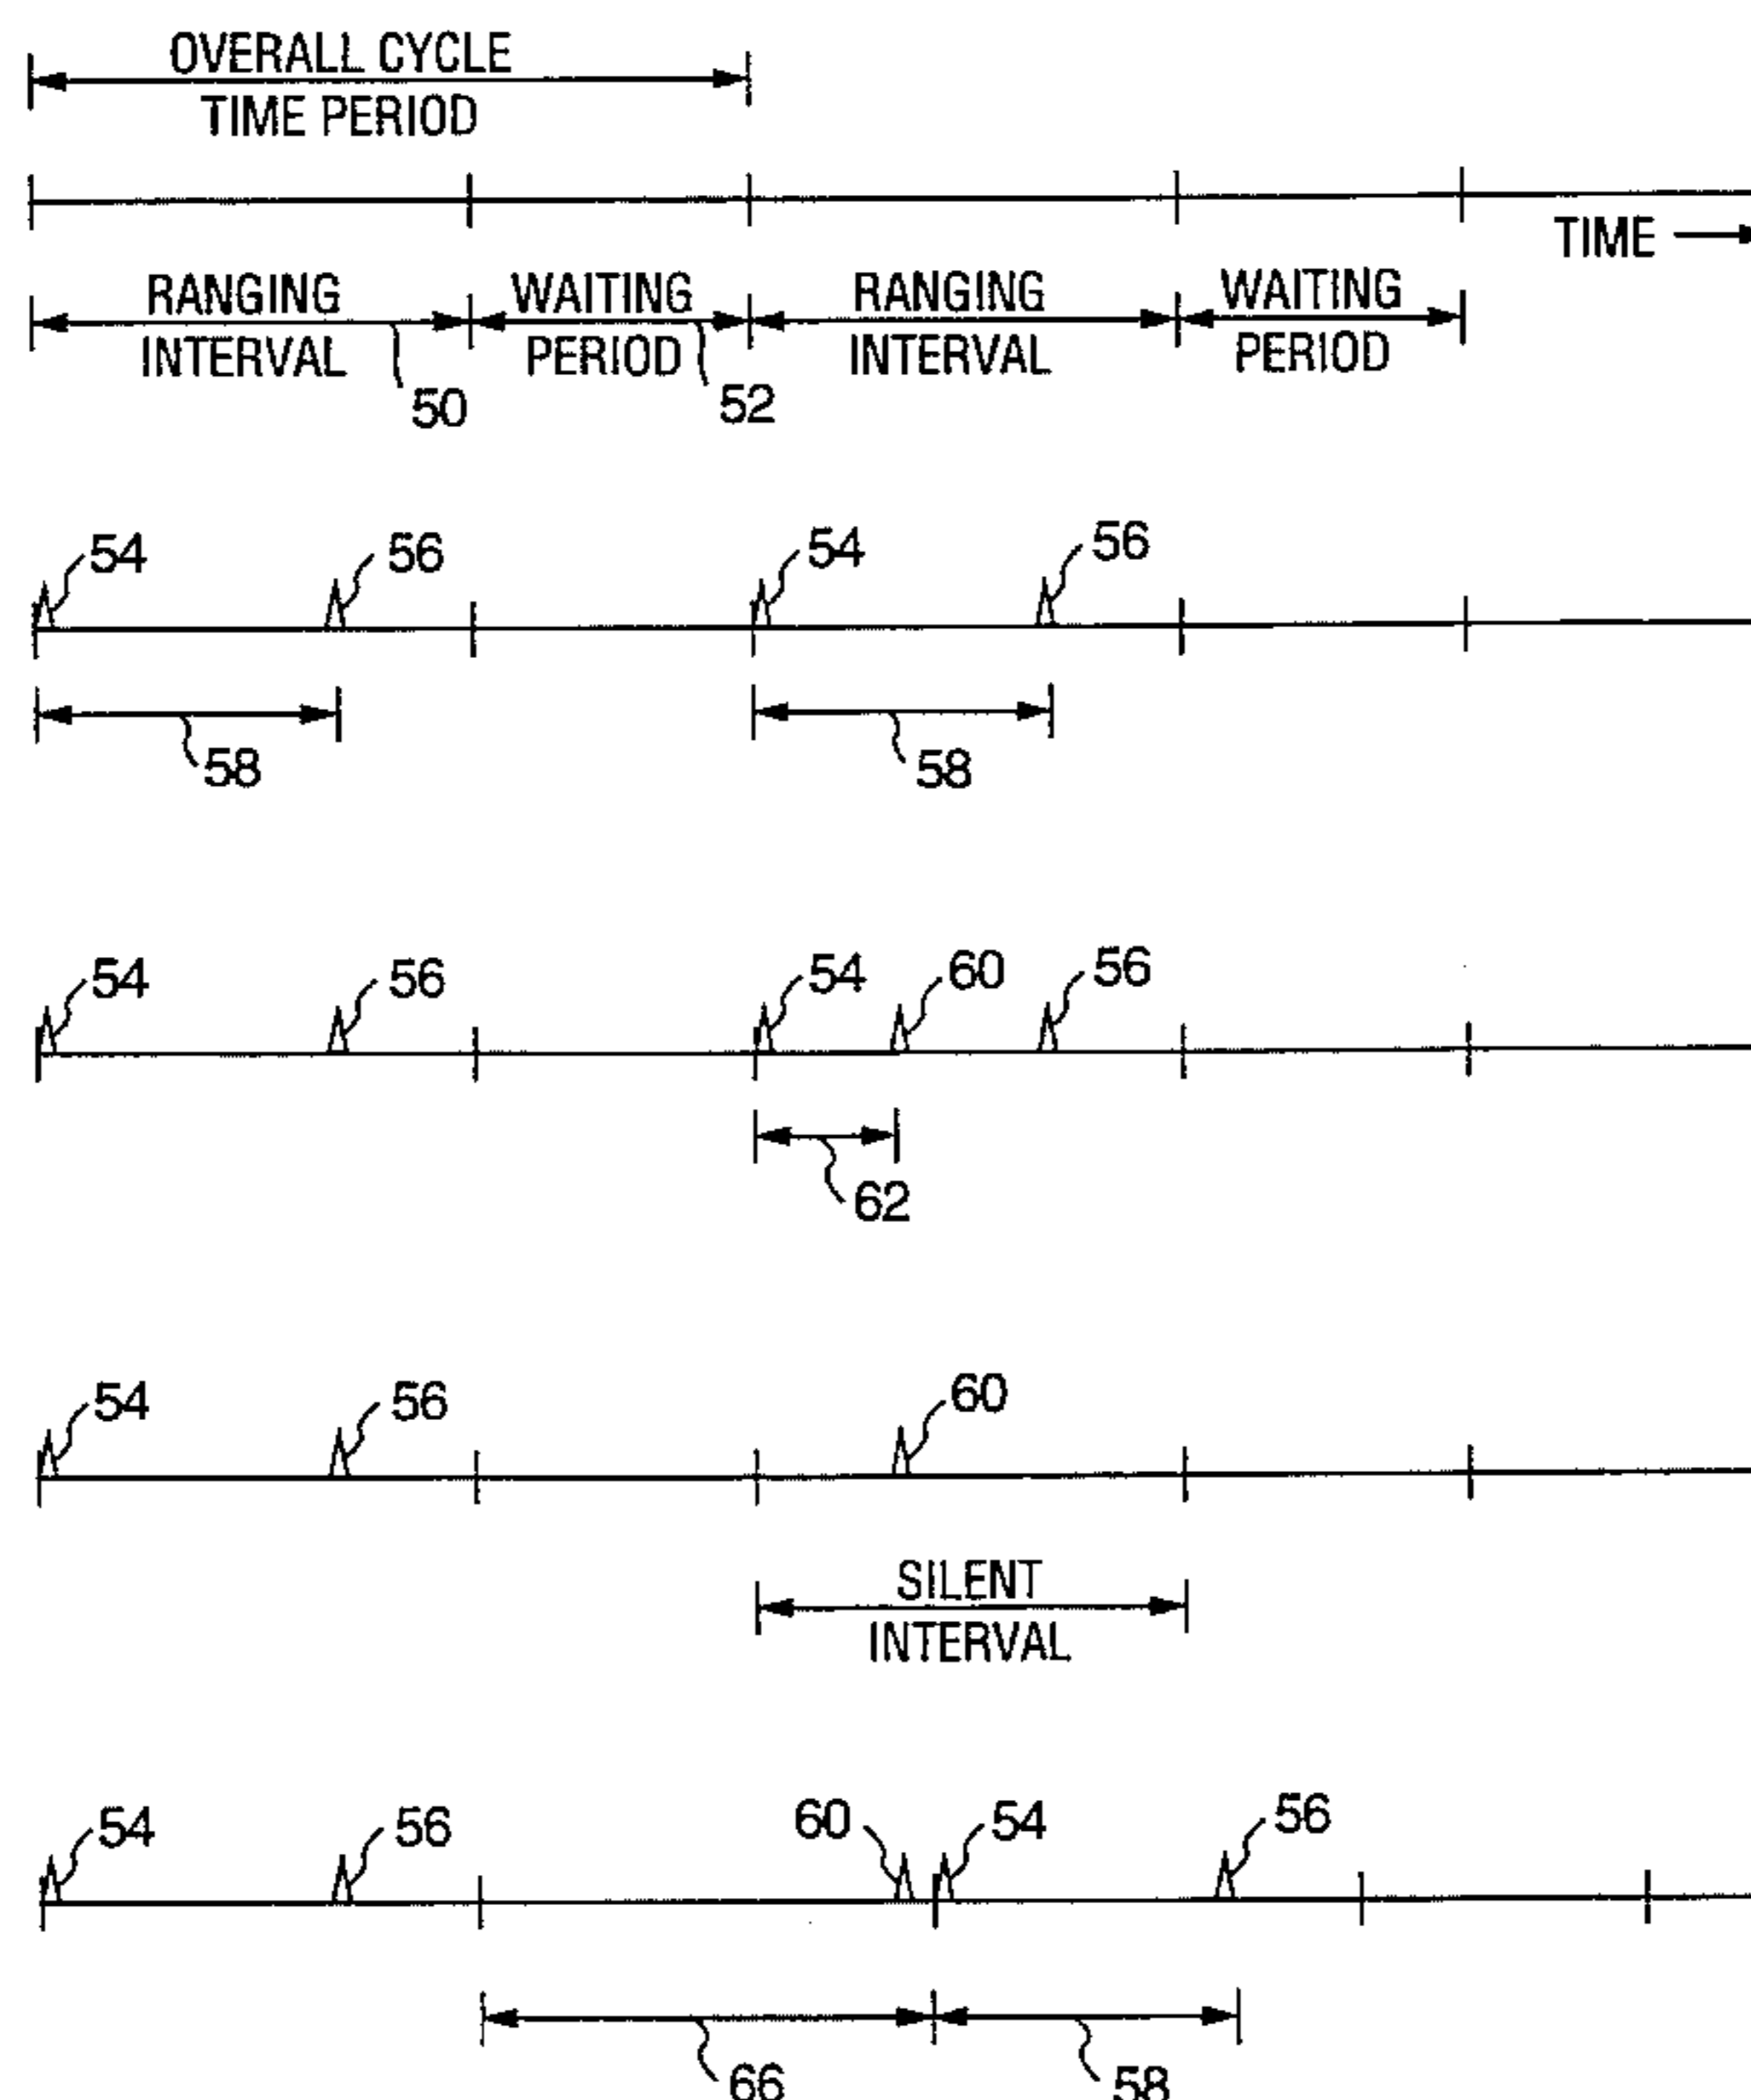 OVERALL CYCLE
TIME PERIOD
TIME
RANGING WAITING RANGING WAITING
INTERVAL PERIOD INTERVAL PERIOD
50 52
54 56 54 56
58 58
54 56 54 60 56
62
54 56 60
SILENT
INTERVAL
54 56 60 54 56
66 58